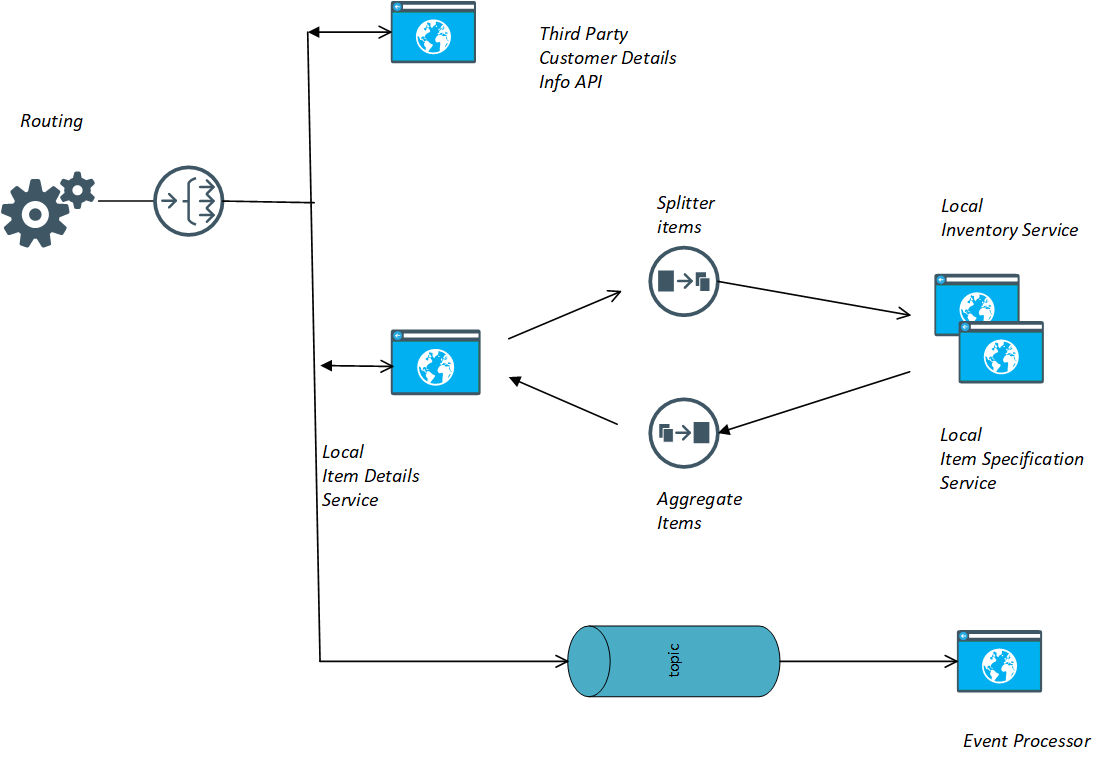 Third Party
Customer Details
Info API
Routing
Splitter
items
Local
Inventory Service
Local
Item Details
Service
Aggregate
Items
Local
Item Specification
Service
topic
Event Processor